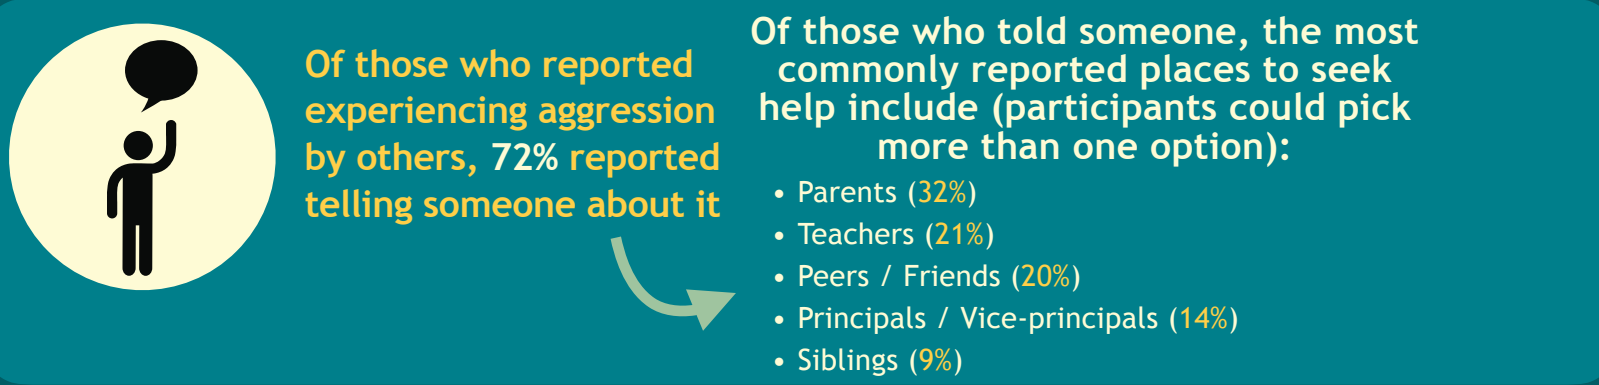 Of those who reported
experiencing aggression
by others, 72% reported
telling someone about it
Of those who told someone, the most
commonly reported places to seek
help include (participants could pick
more than one option):
• Parents (32%)
• Teachers (21%)
• Peers / Friends (20%)
• Principals / Vice-principals (14%)
• Siblings (9%)